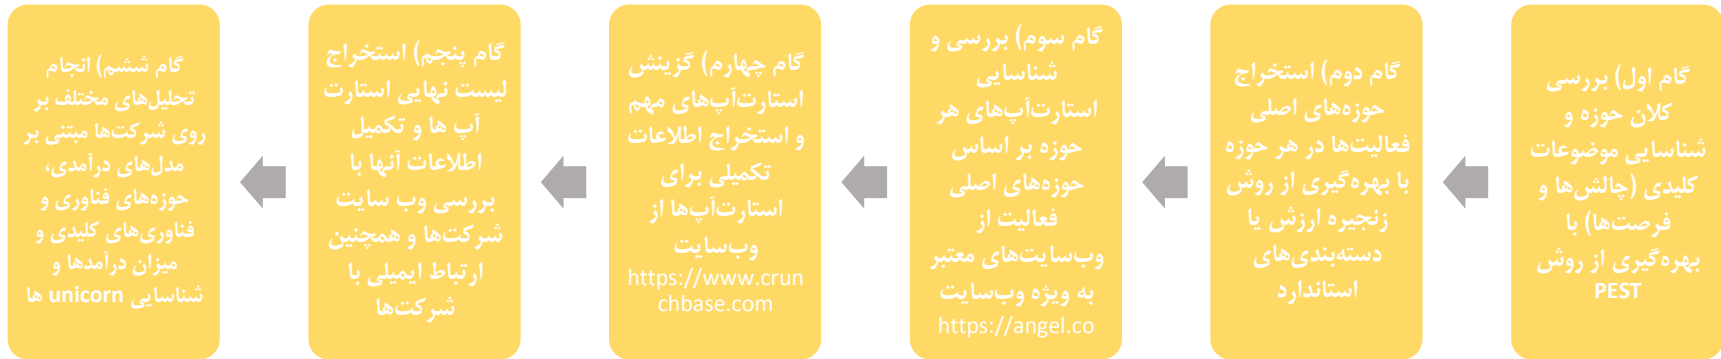 گام اول) بررسی
کلان حوزه و
شناسایی موضوعات
کلیدی (چالش‌ها و
فرصت‌ها) با
بهره‌گیری از روش
PEST
گام دوم) استخراج
حوزه‌های اصلی
فعالیت‌ها در هر حوزه
با بهره‌گیری از روش
زنجیره ارزش یا
دسته‌بندی‌های
استاندارد
گام سوم) بررسی و
شناسایی
استارت‌آپ‌های هر
حوزه بر اساس
حوزه‌های اصلی
فعالیت از
وب‌سایت‌های معتبر
به ویژه وب‌سایت
https://angel.co
گام چهارم) گزینش
استارت‌آپ‌های مهم
و استخراج اطلاعات
تکمیلی برای
استارت‌آپ‌ها از
وب‌سایت
https://www.crun
chbase.com
گام پنجم) استخراج
لیست نهایی استارت
آپ ها و تکمیل
اطلاعات آنها با
بررسی وب سایت
شرکت‌ها و همچنین
ارتباط ایمیلی با
شرکت‌ها
گام ششم) انجام
تحلیل‌های مختلف بر
روی شرکت‌ها مبتنی بر
مدل‌های درآمدی،
حوزه‌های فناوری و
فناوری‌های کلیدی و
میزان درآمدها و
شناسایی unicorn ها